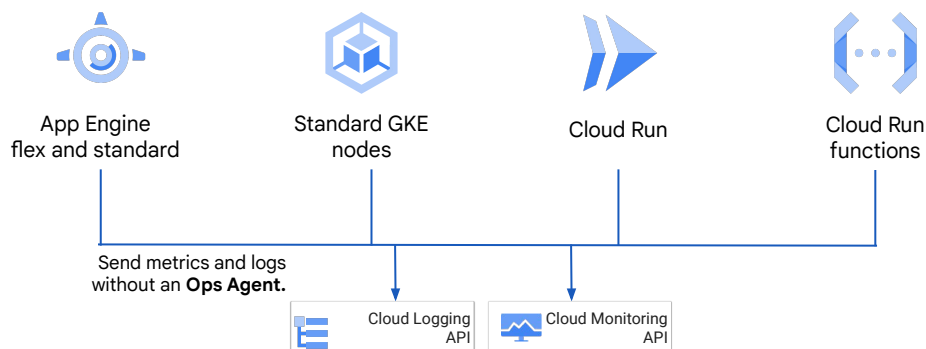 App Engine
flex and standard
Standard GKE
nodes
Cloud Run
Cloud Run
functions
Send metrics and logs
without an Ops Agent.
Cloud Logging
API
Cloud Monitoring
API